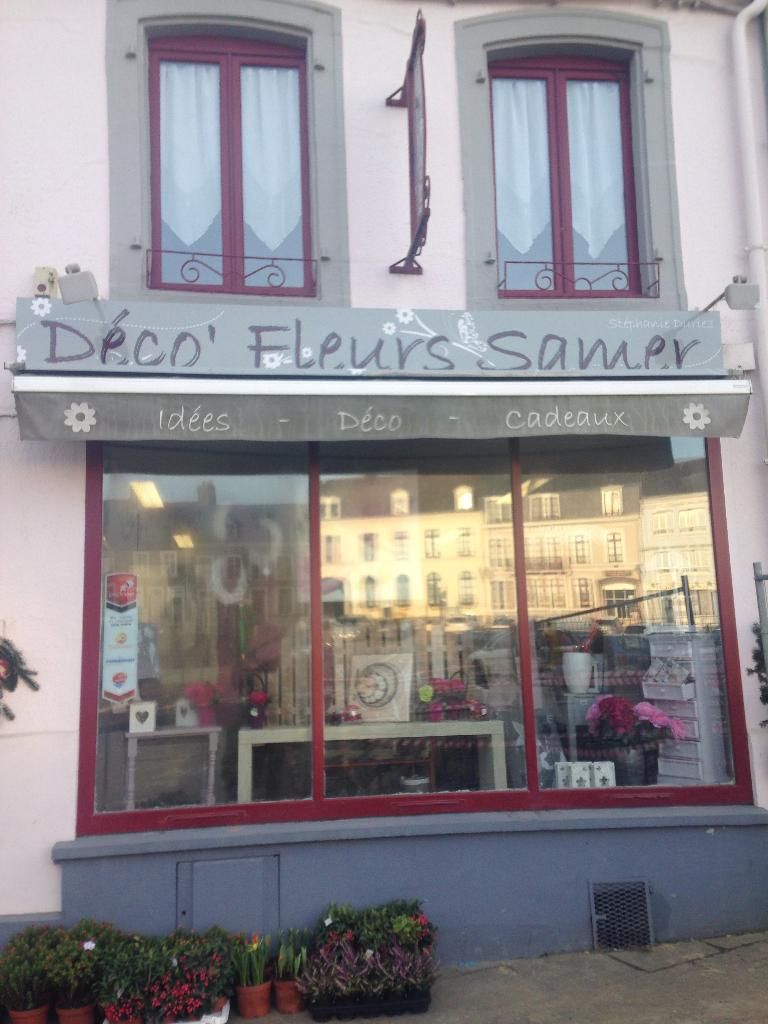 Stéphanie Duriez
Déco' Fleurs Samer
Idées - Déco - Cadeaux